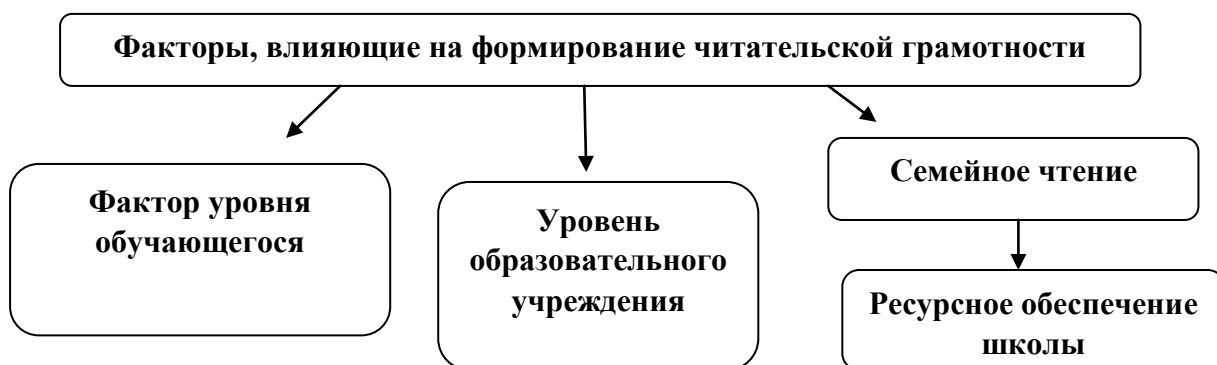 Факторы, влияющие на формирование читательской грамотности
Фактор уровня
обучающегося
Уровень
образовательного
учреждения
Семейное чтение
Ресурсное обеспечение
школы